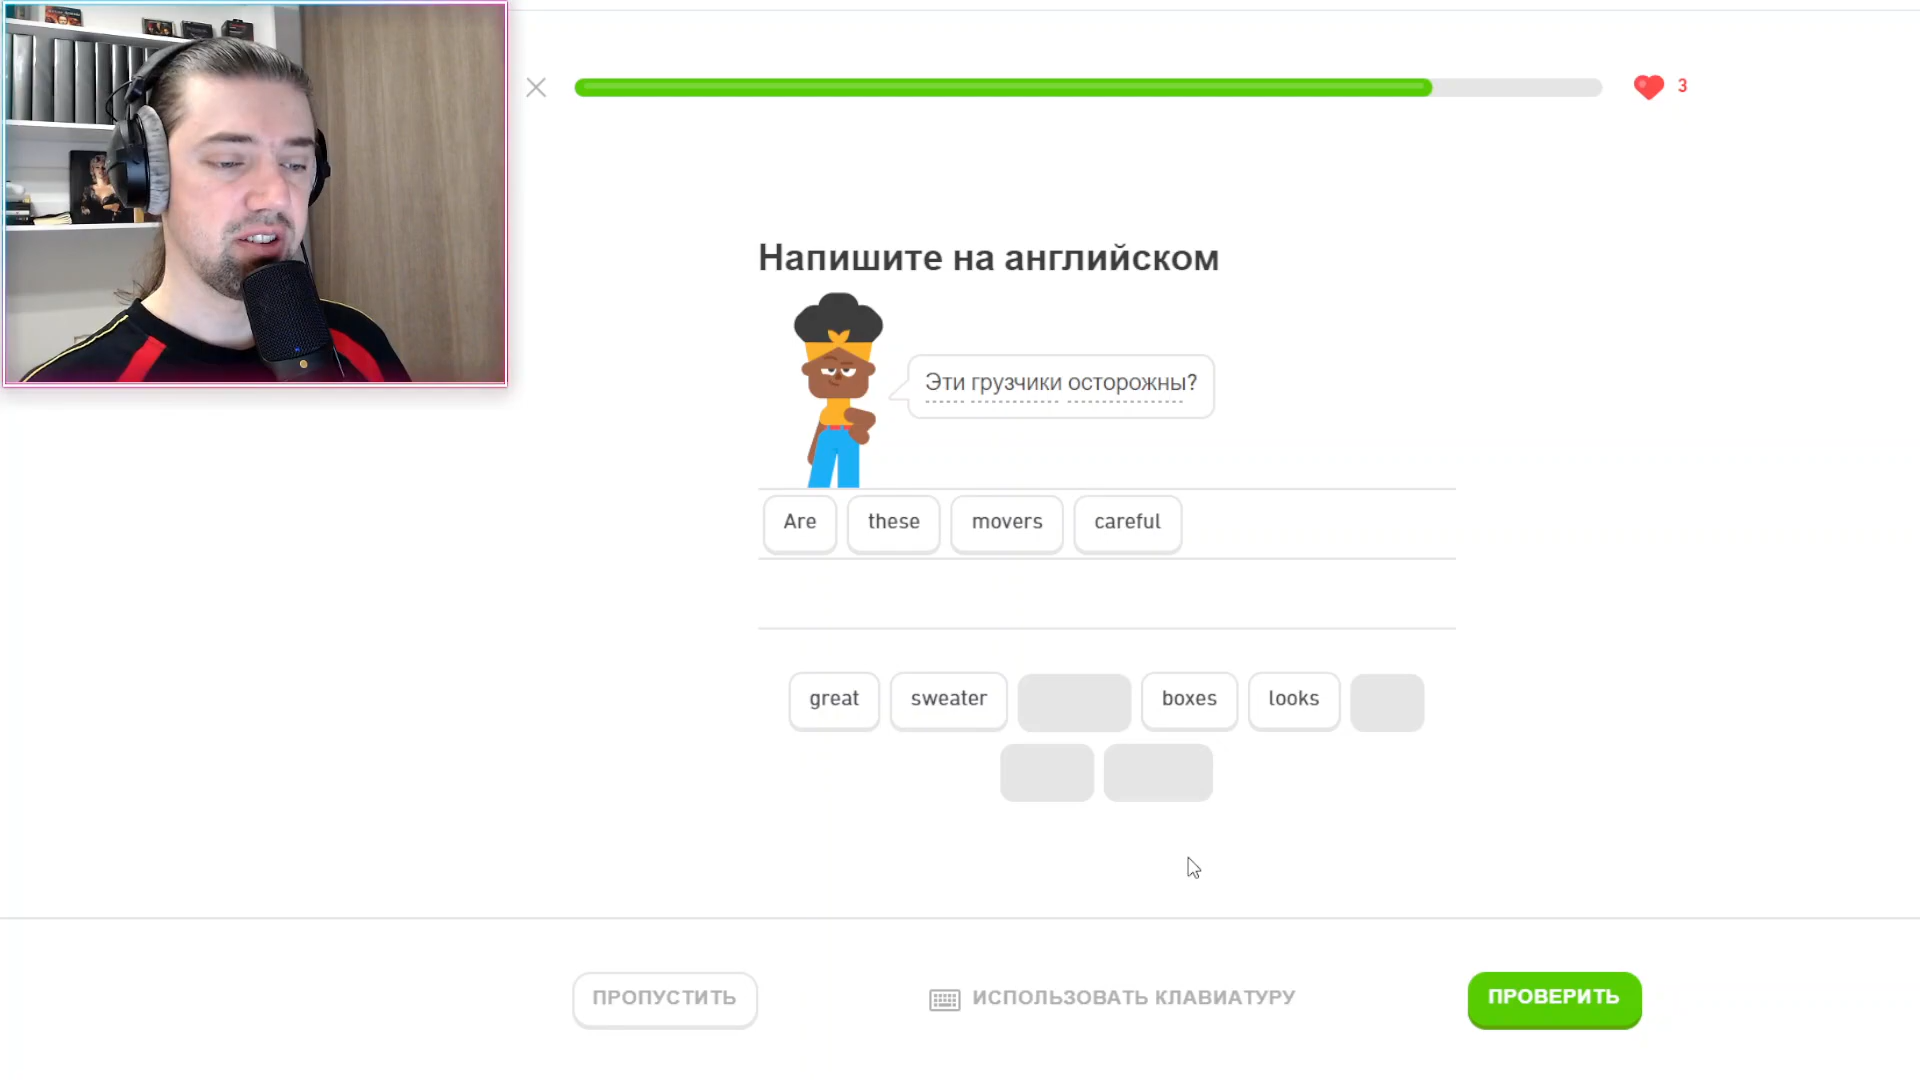 3
Напишите на английском
Эти грузчики осторожны?
Are these movers careful
great sweater boxes looks
ПРОПУСТИТЬ
ИСПОЛЬЗОВАТЬ КЛАВИАТУРУ
ПРОВЕРИТЬ